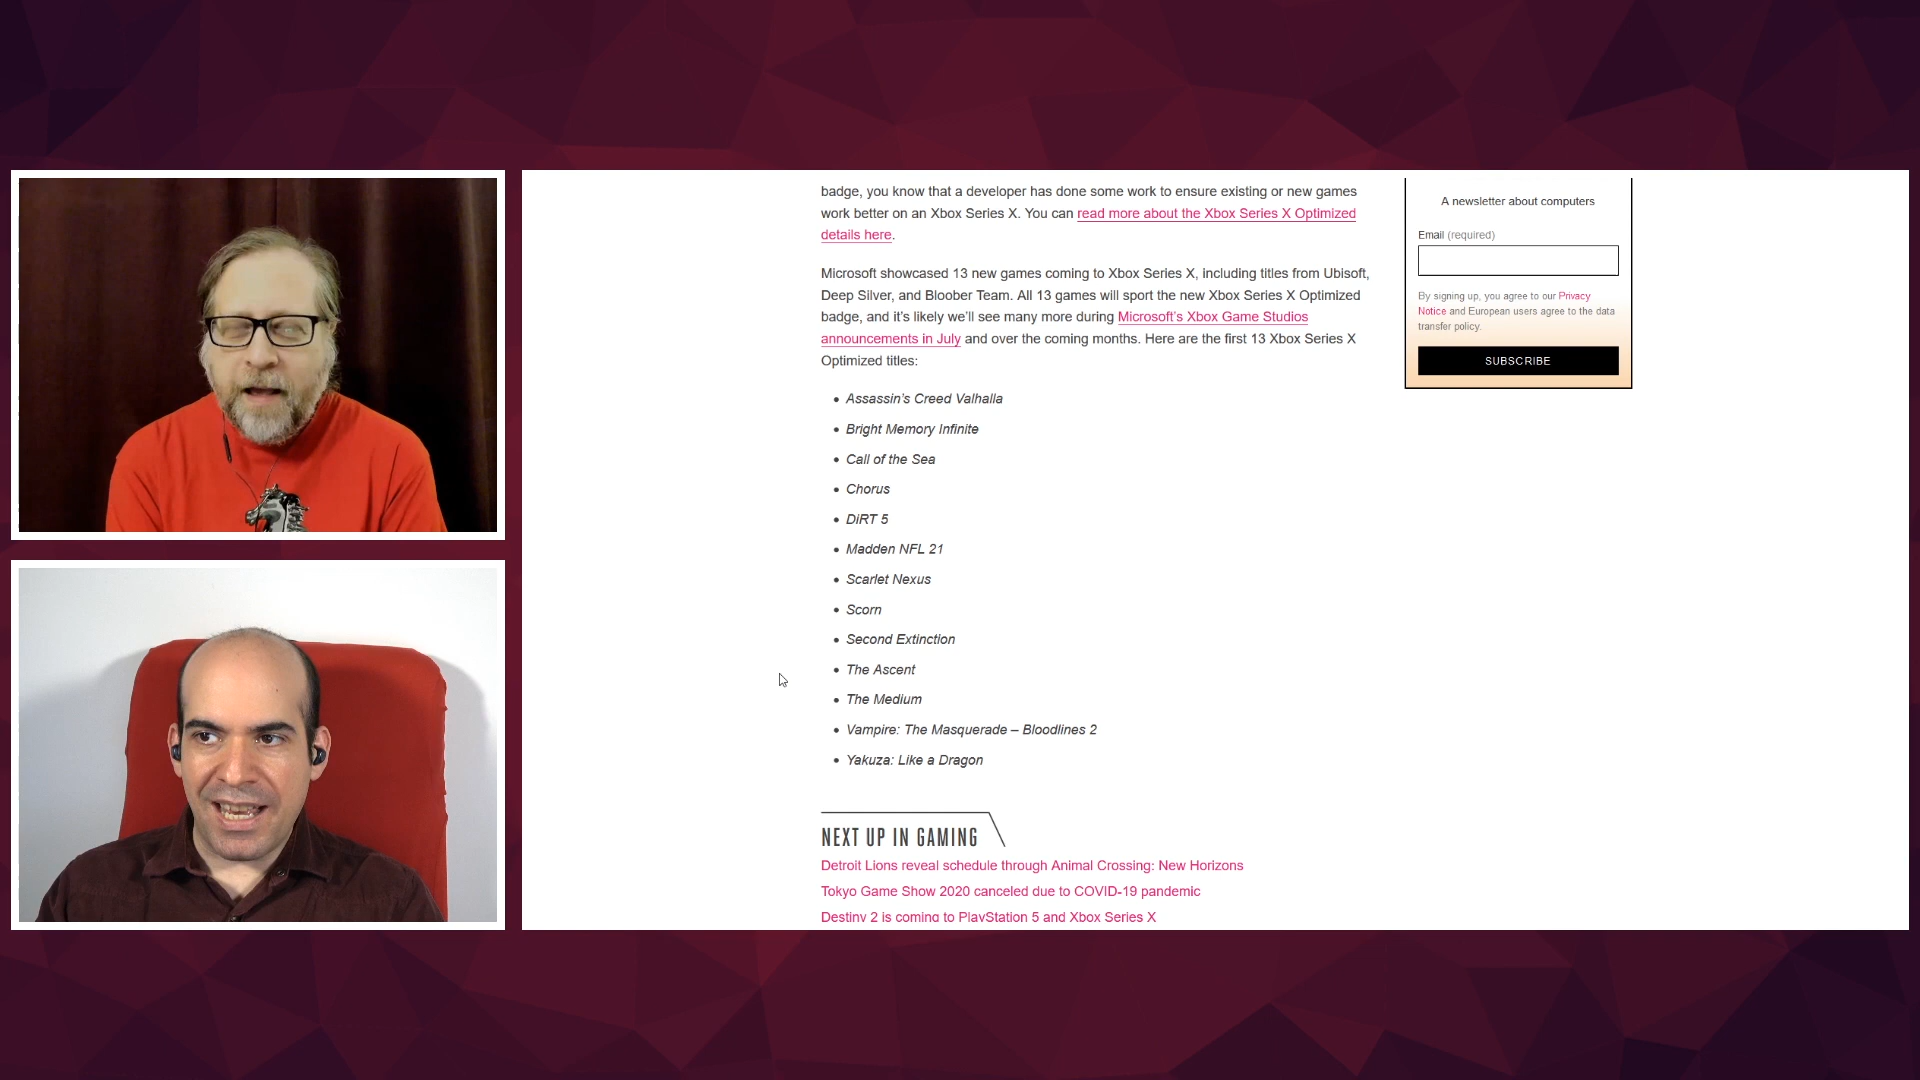 badge, you know that a developer has done some work to ensure existing or new games
work better on an Xbox Series X. You can read more about the Xbox Series X Optimized
details here.
Microsoft showcased 13 new games coming to Xbox Series X, including titles from Ubisoft,
Deep Silver, and Bloober Team. All 13 games will sport the new Xbox Series X Optimized
badge, and it’s likely we’ll see many more during Microsoft’s Xbox Game Studios
announcements in July and over the coming months. Here are the first 13 Xbox Series X
Optimized titles:
• Assassin’s Creed Valhalla
• Bright Memory Infinite
• Call of the Sea
• Chorus
• DiRT 5
• Madden NFL 21
• Scarlet Nexus
• Scorn
• Second Extinction
• The Ascent
• The Medium
• Vampire: The Masquerade – Bloodlines 2
• Yakuza: Like a Dragon
NEXT UP IN GAMING
Detroit Lions reveal schedule through Animal Crossing: New Horizons
Tokyo Game Show 2020 canceled due to COVID-19 pandemic
Destiny 2 is coming to PlayStation 5 and Xbox Series X
A newsletter about computers
Email (required)
By signing up, you agree to our Privacy
Notice and European users agree to the data
transfer policy.
SUBSCRIBE